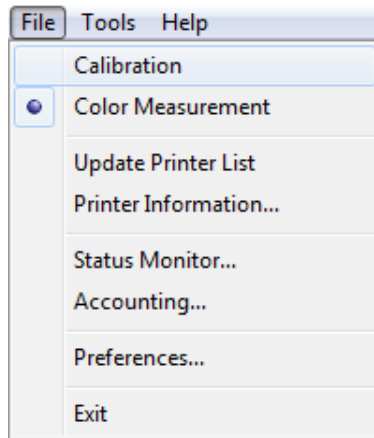 File Tools Help
Calibration
Color Measurement
Update Printer List
Printer Information...
Status Monitor...
Accounting...
Preferences...
Exit